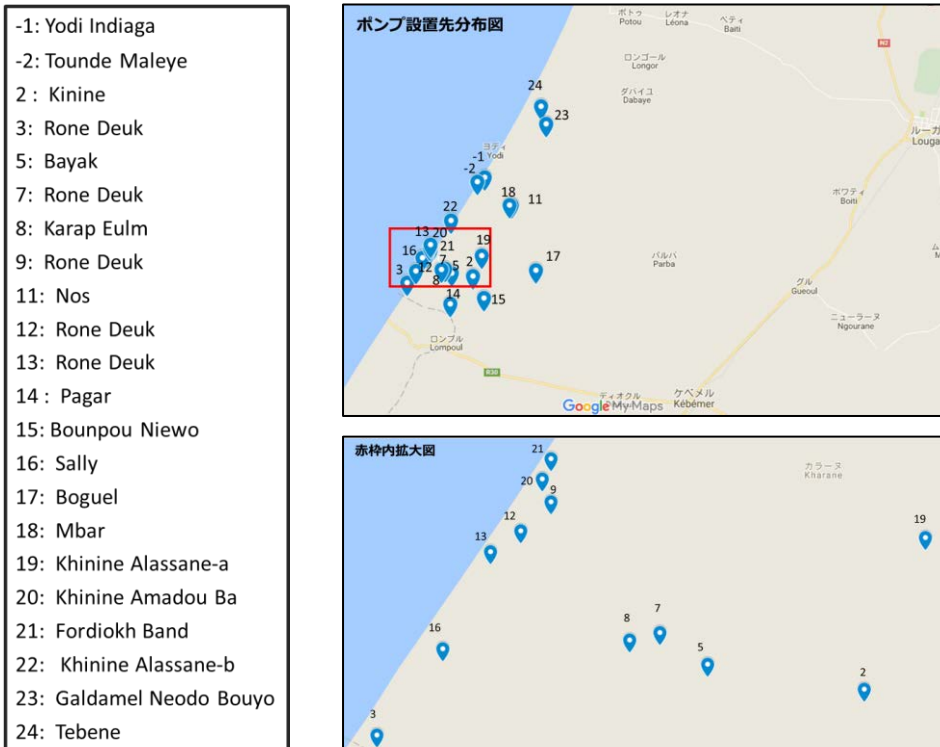 -1: Yodi Indiaga
-2: Tounde Maleye
2 : Kinine
3: Rone Deuk
5: Bayak
7: Rone Deuk
8: Karap Eulm
9: Rone Deuk
11: Nos
12: Rone Deuk
13: Rone Deuk
14 : Pagar
15: Bounpou Niewo
16: Sally
17: Boguel
18: Mbar
19: Khinine Alassane-a
20: Khinine Amadou Ba
21: Fordiokh Band
22: Khinine Alassane-b
23: Galdamel Neodo Bouyo
24: Tebene
ポンプ設置先分布図
ポトゥ
Potou
レオナ
Léona
ベティ
Baiti
N2
ロンゴール
Longor
ダバイユ
Dabaye
24
23
ルーガ
Louga
ヨディ
Yodi
-1
-2
18
11
ボワティ
Boiti
22
13
20
21
19
16
17
3
12
7
5
2
8
パルバ
Parba
14
15
グル
Gueoul
ニューラーヌ
Ngourane
ロンプル
Lompoul
R30
ディオクル
ケベメル
Kébémer
Google My Maps
赤枠内拡大図
21
カラーヌ
Kharane
20
9
12
19
13
16
8
7
5
2
3